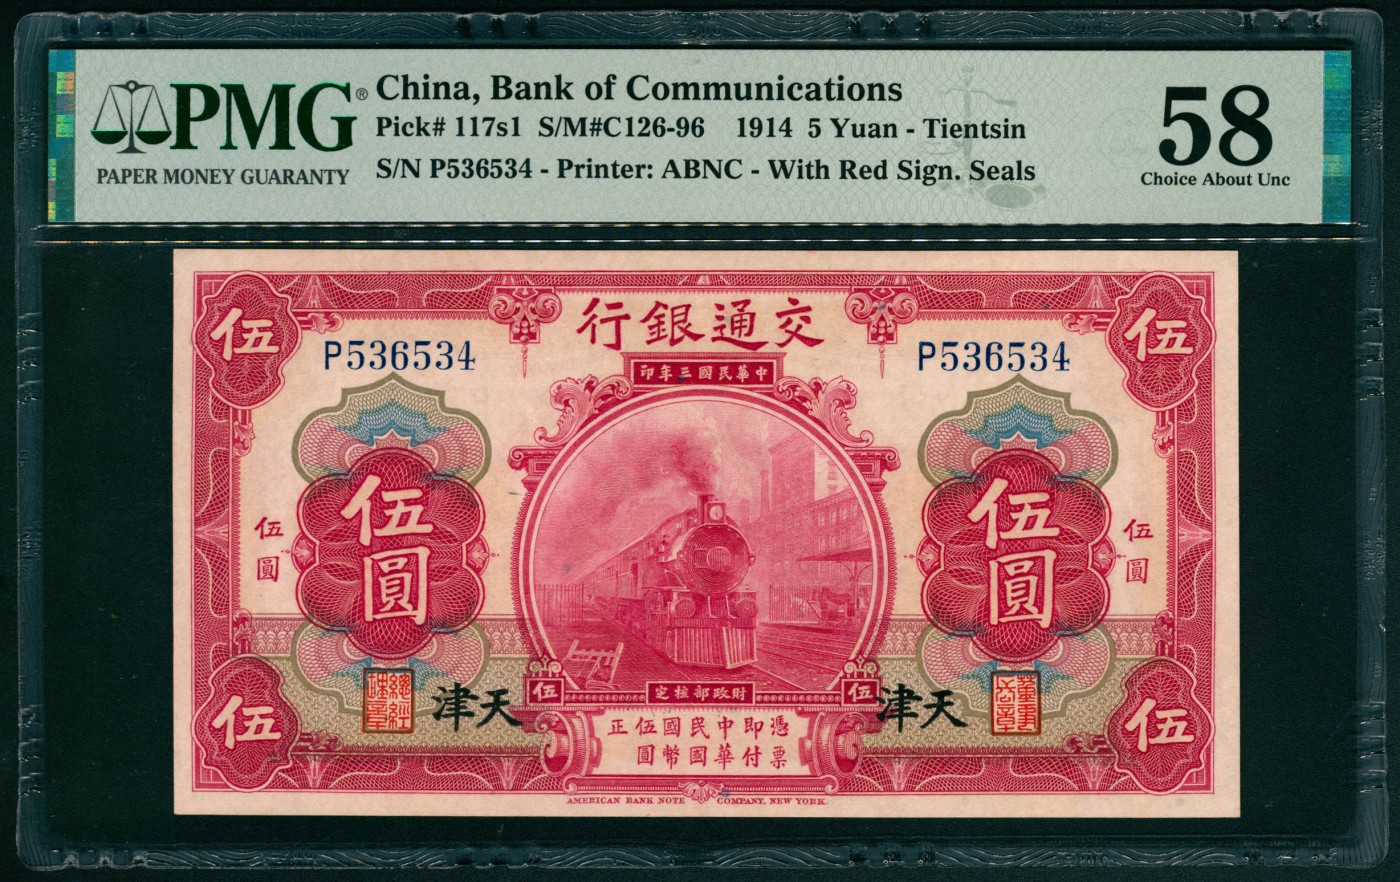 PMG®
PAPER MONEY GUARANTY
China, Bank of Communications
Pick# 117s1 S/M#C126-96 1914 5 Yuan - Tientsin
S/N P536534 - Printer: ABNC - With Red Sign. Seals
58
Choice About Unc
伍
行銀通交
伍
P536534
P536534
印年三國民華中
伍圓
伍圓
伍圓
伍圓
總經
津天
伍
定核部政財
伍
津天
董事
伍
正伍國民中即憑
圓幣國華付票
伍
AMERICAN BANK NOTE COMPANY, NEW YORK.